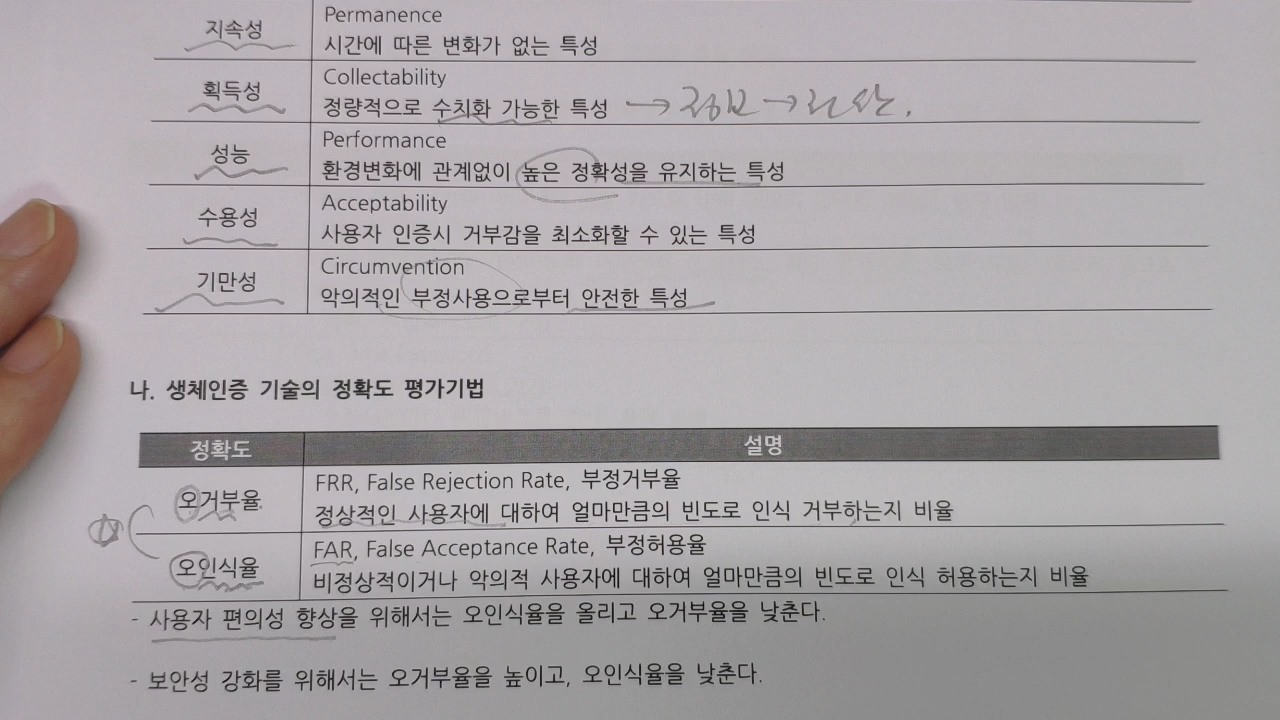 지속성
Permanence
시간에 따른 변화가 없는 특성
획득성
Collectability
정량적으로 수치화 가능한 특성 → 정보 →
성능
Performance
환경변화에 관계없이 높은 정확성을 유지하는 특성
수용성
Acceptability
사용자 인증시 거부감을 최소화할 수 있는 특성
기만성
Circumvention
악의적인 부정사용으로부터 안전한 특성
나. 생체인증 기술의 정확도 평가기법
정확도 설명
오거부율
FRR, False Rejection Rate, 부정거부율
정상적인 사용자에 대하여 얼마만큼의 빈도로 인식 거부하는지 비율
오인식율
FAR, False Acceptance Rate, 부정허용율
비정상적이거나 악의적 사용자에 대하여 얼마만큼의 빈도로 인식 허용하는지 비율
- 사용자 편의성 향상을 위해서는 오인식율을 올리고 오거부율을 낮춘다.
- 보안성 강화를 위해서는 오거부율을 높이고, 오인식율을 낮춘다.